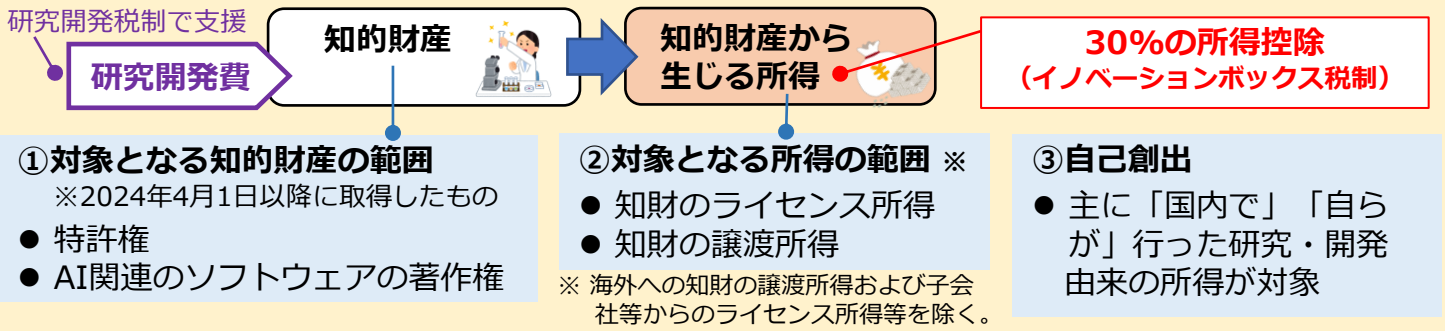 研究開発税制で支援
研究開発費
知的財産
知的財産から
生じる所得
30%の所得控除
（イノベーションボックス税制）
①対象となる知的財産の範囲
※2024年4月1日以降に取得したもの
● 特許権
● AI関連のソフトウェアの著作権
②対象となる所得の範囲 ※
● 知財のライセンス所得
● 知財の譲渡所得
※ 海外への知財の譲渡所得および子会
社等からのライセンス所得等を除く。
③自己創出
● 主に「国内で」「自ら
が」行った研究・開発
由来の所得が対象